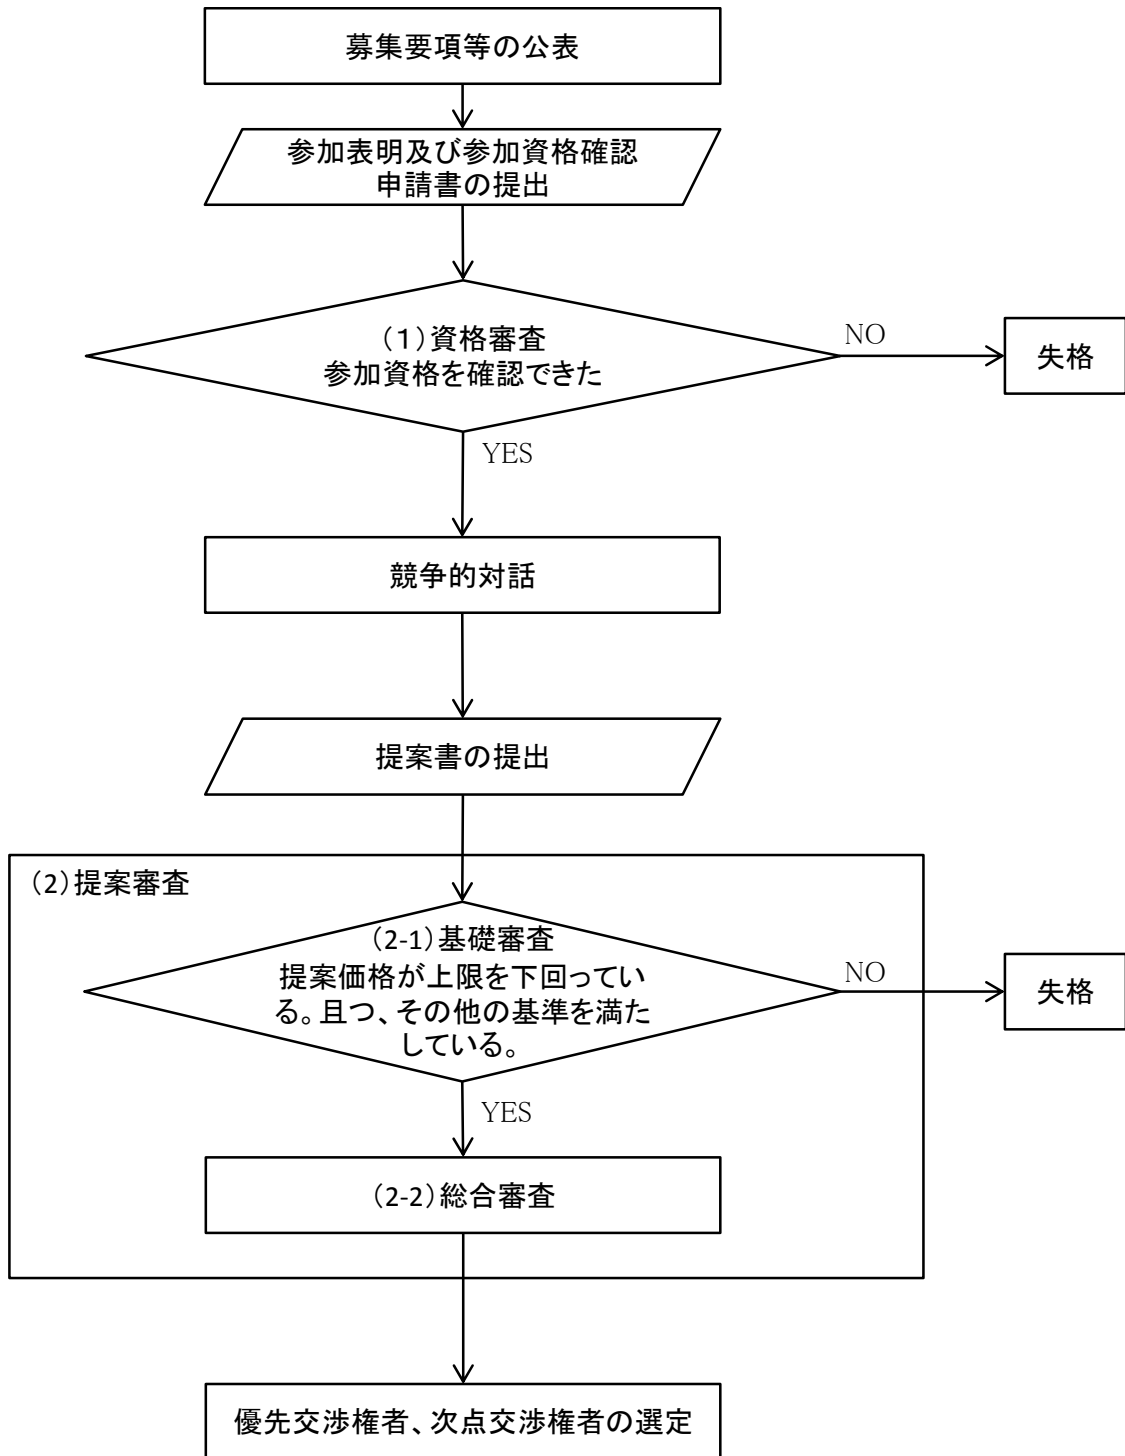 募集要項等の公表
参加表明及び参加資格確認
申請書の提出
（１）資格審査
参加資格を確認できた
NO
失格
YES
競争的対話
提案書の提出
（2）提案審査
（2-1）基礎審査
提案価格が上限を下回ってい
る。且つ、その他の基準を満た
している。
NO
失格
YES
（2-2）総合審査
優先交渉権者、次点交渉権者の選定